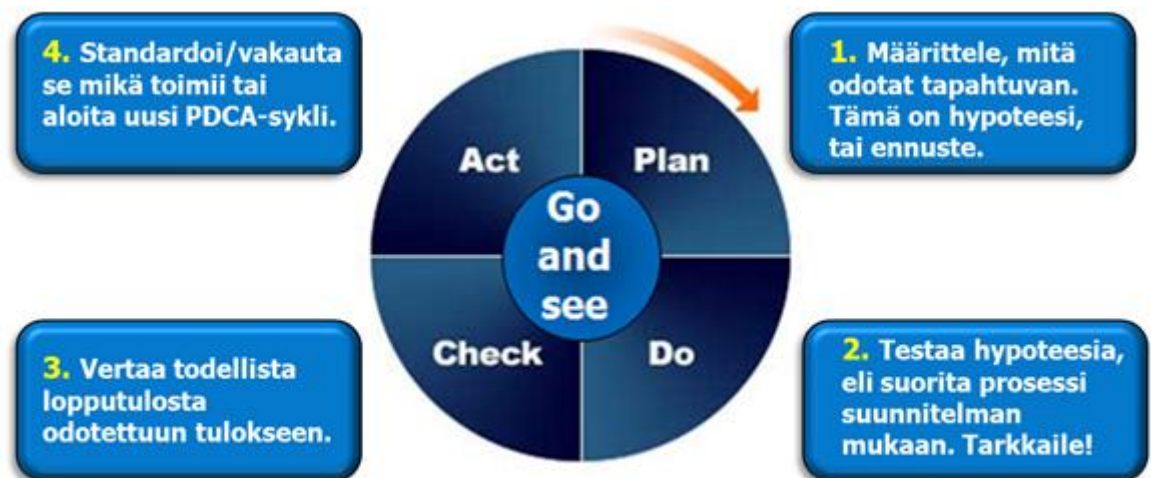 1. Määrittele, mitä
odotat tapahtuvan.
Tämä on hypoteesi,
tai ennuste.
2. Testaa hypoteesia,
eli suorita prosessi
suunnitelman
mukaan. Tarkkaile!
3. Vertaa todellista
lopputulosta
odotettuun tulokseen.
4. Standardoi/vakauta
se mikä toimii tai
aloita uusi PDCA-sykli.
Act
Plan
Go
and
see
Check
Do